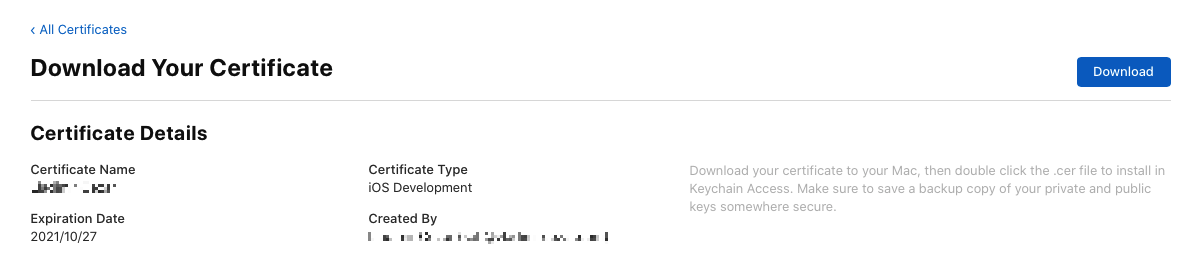 ‹ All Certificates
Download Your Certificate
Download
Certificate Details
Certificate Name
Certificate Type
iOS Development
Download your certificate to your Mac, then double click the .cer file to install in
Keychain Access. Make sure to save a backup copy of your private and public
keys somewhere secure.
Expiration Date
2021/10/27
Created By